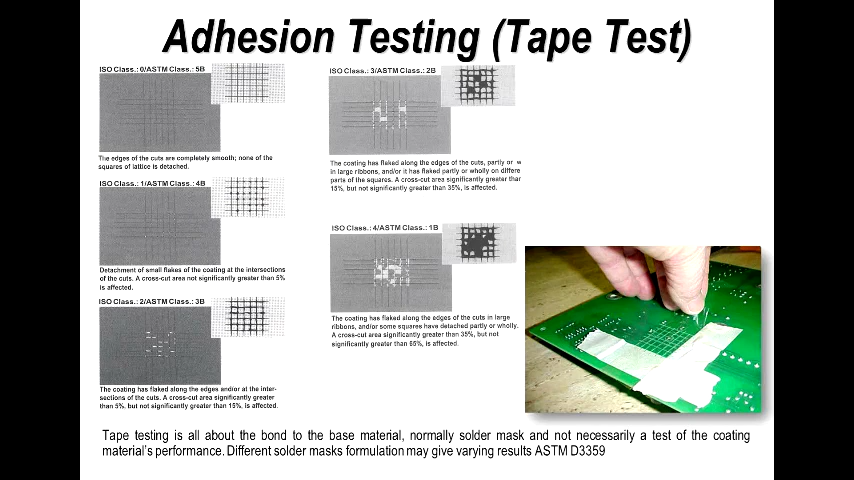 Adhesion Testing (Tape Test)
ISO Class.: 0/ASTM Class.: 5B
The edges of the cuts are completely smooth; none of the
squares of lattice is detached.
ISO Class.: 1/ASTM Class.: 4B
Detachment of small flakes of the coating at the intersections
of the cuts. A cross-cut area not significantly greater than 5%
is affected.
ISO Class.: 2/ASTM Class.: 3B
The coating has flaked along the edges and/or at the inter-
sections of the cuts. A cross-cut area significantly greater
than 5%, but not significantly greater than 15%, is affected.
ISO Class.: 3/ASTM Class.: 2B
The coating has flaked along the edges of the cuts, partly or w
in large ribbons, and/or it has flaked partly or wholly on differe
parts of the squares. A cross-cut area significantly greater thar
15%, but not significantly greater than 35%, is affected.
ISO Class.: 4/ASTM Class.: 1B
The coating has flaked along the edges of the cuts in large
ribbons, and/or some squares have detached partly or wholly.
A cross-cut area significantly greater than 35%, but not
significantly greater than 65%, is affected.
Tape testing is all about the bond to the base material, normally solder mask and not necessarily a test of the coating
material's performance. Different solder masks formulation may give varying results ASTM D3359